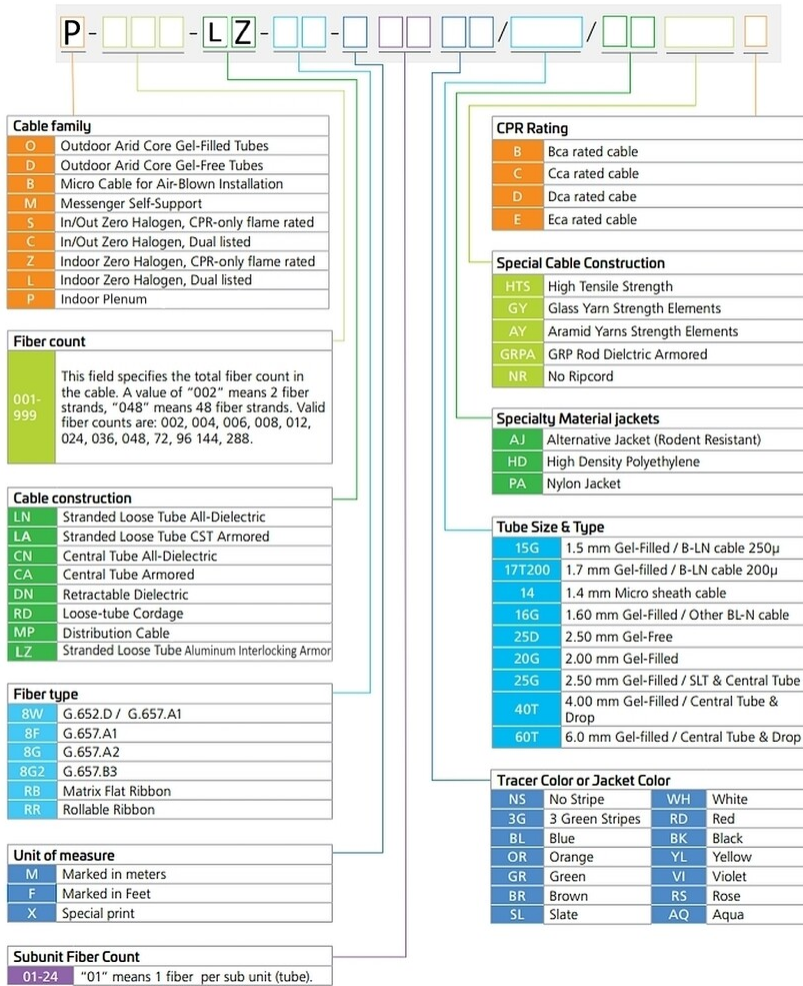 P - - LZ - - / /
Cable family
O Outdoor Arid Core Gel-Filled Tubes
D Outdoor Arid Core Gel-Free Tubes
B Micro Cable for Air-Blown Installation
M Messenger Self-Support
S In/Out Zero Halogen, CPR-only flame rated
C In/Out Zero Halogen, Dual listed
Z Indoor Zero Halogen, CPR-only flame rated
L Indoor Zero Halogen, Dual listed
P Indoor Plenum
Fiber count
001-
999
This field specifies the total fiber count in
the cable. A value of “002” means 2 fiber
strands, “048” means 48 fiber strands. Valid
fiber counts are: 002, 004, 006, 008, 012,
024, 036, 048, 72, 96 144, 288.
Cable construction
LN Stranded Loose Tube All-Dielectric
LA Stranded Loose Tube CST Armored
CN Central Tube All-Dielectric
CA Central Tube Armored
DN Retractable Dielectric
RD Loose-tube Cordage
MP Distribution Cable
LZ Stranded Loose Tube Aluminum Interlocking Armor
Fiber type
8W G.652.D / G.657.A1
8F G.657.A1
8G G.657.A2
8G2 G.657.B3
RB Matrix Flat Ribbon
RR Rollable Ribbon
Unit of measure
M Marked in meters
F Marked in Feet
X Special print
Subunit Fiber Count
01-24 “01” means 1 fiber per sub unit (tube).
CPR Rating
B Bca rated cable
C Cca rated cable
D Dca rated cabe
E Eca rated cable
Special Cable Construction
HTS High Tensile Strength
GY Glass Yarn Strength Elements
AY Aramid Yarns Strength Elements
GRPA GRP Rod Dielctric Armored
NR No Ripcord
Specialty Material jackets
AJ Alternative Jacket (Rodent Resistant)
HD High Density Polyethylene
PA Nylon Jacket
Tube Size & Type
15G 1.5 mm Gel-Filled / B-LN cable 250µ
17T200 1.7 mm Gel-filled / B-LN cable 200µ
14 1.4 mm Micro sheath cable
16G 1.60 mm Gel-Filled / Other BL-N cable
25D 2.50 mm Gel-Free
20G 2.00 mm Gel-Filled
25G 2.50 mm Gel-Filled / SLT & Central Tube
40T 4.00 mm Gel-Filled / Central Tube &
Drop
60T 6.0 mm Gel-filled / Central Tube & Drop
Tracer Color or Jacket Color
NS No Stripe WH White
3G 3 Green Stripes RD Red
BL Blue BK Black
OR Orange YL Yellow
GR Green VI Violet
BR Brown RS Rose
SL Slate AQ Aqua